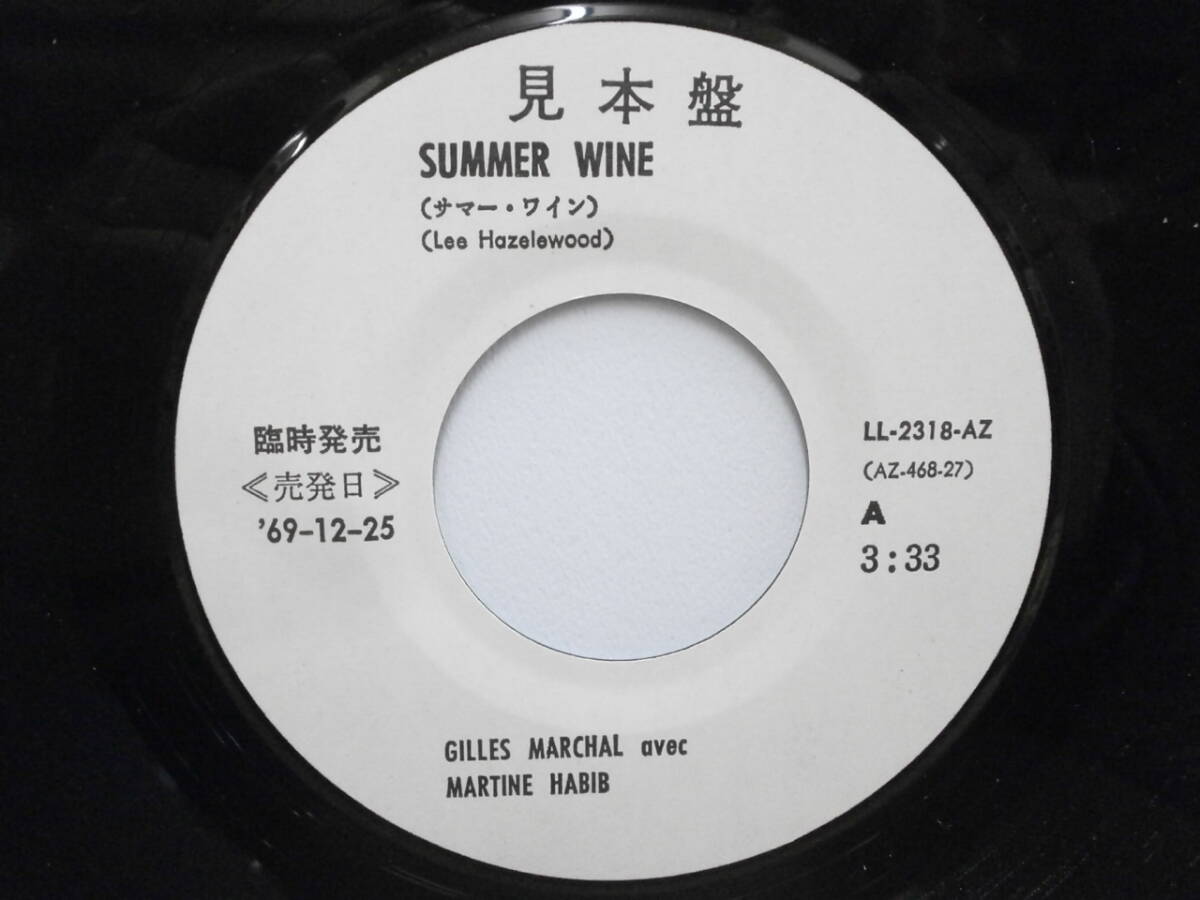 見本盤
SUMMER WINE
(サマー・ワイン)
(Lee Hazelewood)
臨時発売
≪売発日≫
'69-12-25
LL-2318-AZ
(AZ-468-27)
A
3:33
GILLES MARCHAL avec
MARTINE HABIB